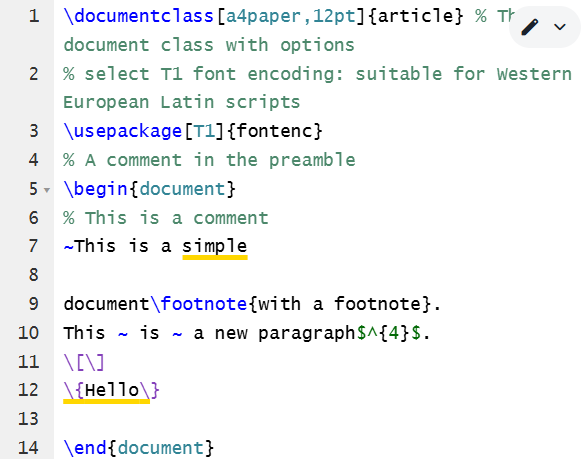 1 \documentclass[a4paper,12pt]{article} %
document class with options
2 % select T1 font encoding: suitable for Western
European Latin scripts
3 \usepackage[T1]{fontenc}
4 % A comment in the preamble
5 \begin{document}
6 % This is a comment
7 ~This is a simple
8
9 document\footnote{with a footnote}.
10 This ~ is ~ a new paragraph$^{4}$.
11 \[\]
12 \{Hello\}
13
14 \end{document}